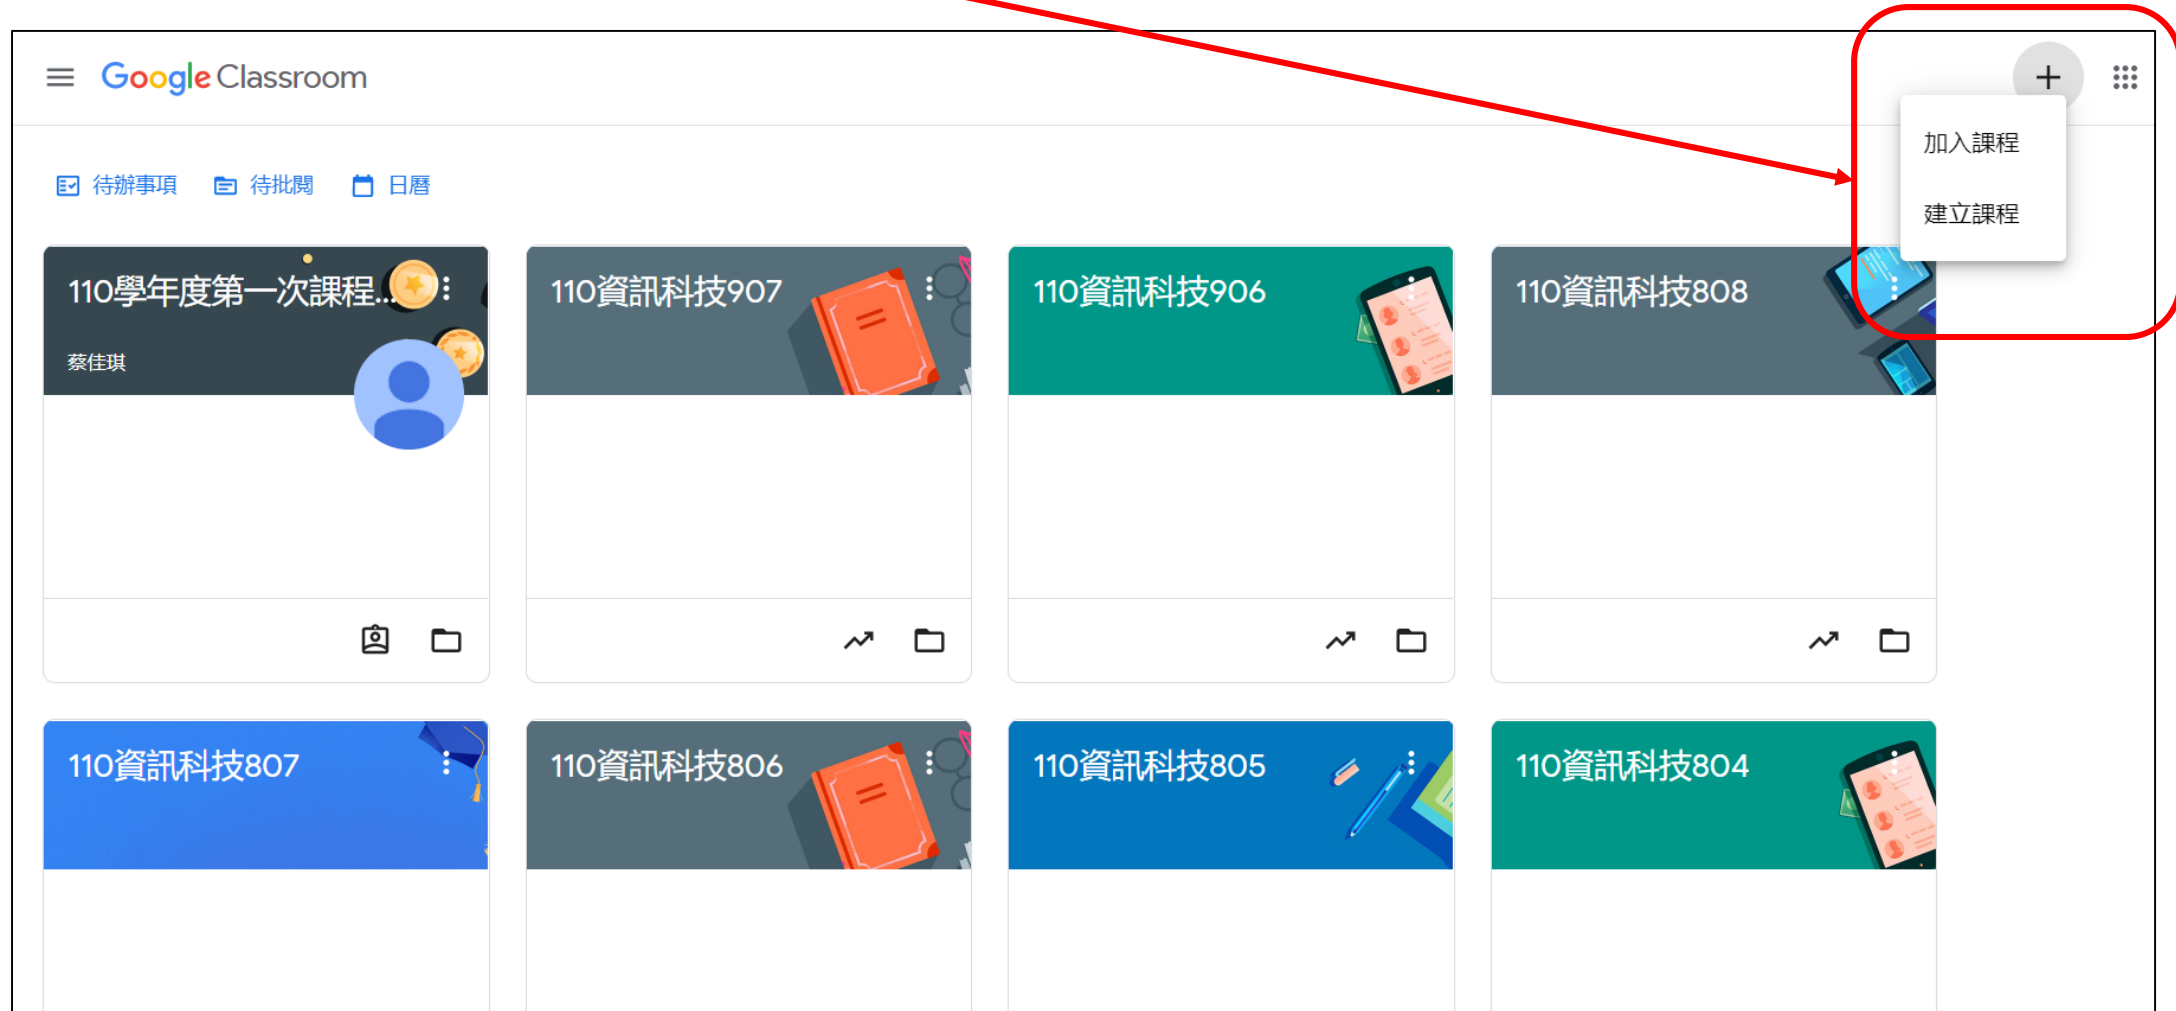 Google Classroom
加入課程
建立課程
待辦事項 待批閱 日曆
110學年度第一次課程...
蔡佳琪
110資訊科技907
110資訊科技906
110資訊科技808
110資訊科技807
110資訊科技806
110資訊科技805
110資訊科技804